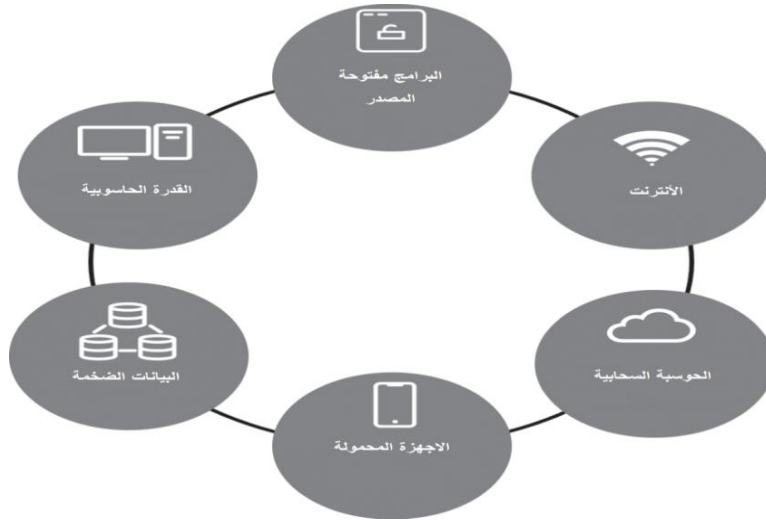 البرامج مفتوحة
المصدر
الأنترنت
الحوسبة السحابية
الاجهزة المحمولة
البيانات الضخمة
القدرة الحاسوبية